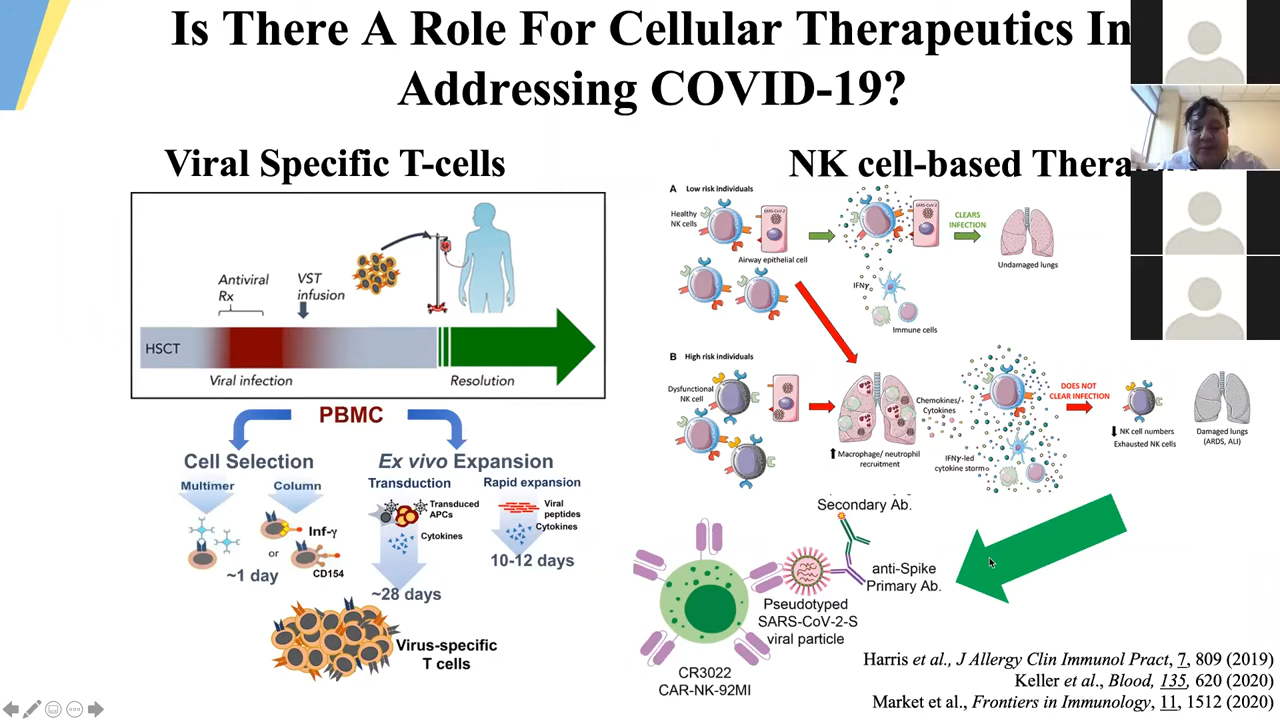 Is There A Role For Cellular Therapeutics In
Addressing COVID-19?
Viral Specific T-cells
Antiviral
Rx
VST
infusion
HSCT
Viral infection
Resolution
PBMC
Cell Selection
Multimer
Column
Inf-γ
or
CD154
~1 day
Ex vivo Expansion
Transduction
Rapid expansion
Transduced
APCs
Cytokines
Viral
peptides
Cytokines
10-12 days
~28 days
Virus-specific
T cells
NK cell-based Thera
A Low risk individuals
Healthy
NK cells
SARS-CoV-2
Airway epithelial cell
SARS-CoV-2
CLEARS
INFECTION
Undamaged lungs
IFNγ
Immune cells
B High risk individuals
Dysfunctional
NK cell
Macrophage/ neutrophil
recruitment
Chemokines/
Cytokines
IFNγ-led
cytokine storm
DOES NOT
CLEAR INFECTION
NK cell numbers
Exhausted NK cells
Damaged lungs
(ARDS, ALI)
Secondary Ab.
anti-Spike
Primary Ab.
Pseudotyped
SARS-CoV-2-S
viral particle
CR3022
CAR-NK-92MI
Harris et al., J Allergy Clin Immunol Pract, 7, 809 (2019)
Keller et al., Blood, 135, 620 (2020)
Market et al., Frontiers in Immunology, 11, 1512 (2020)